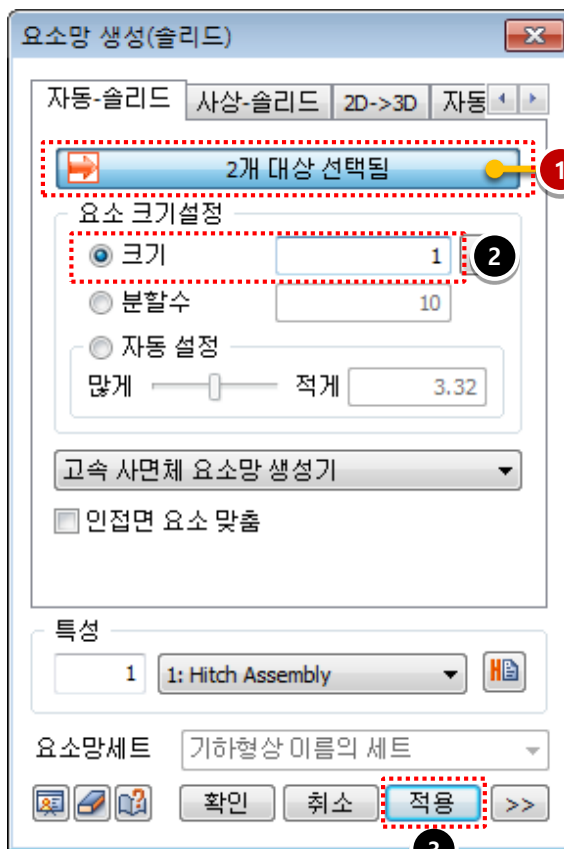 요소망 생성(솔리드)
자동-솔리드 사상-솔리드 2D->3D 자동
2개 대상 선택됨 1
요소 크기설정
크기 1 2
분할수 10
자동 설정
많게 적게 3.32
고속 사면체 요소망 생성기
인접면 요소 맞춤
특성
1 1: Hitch Assembly
요소망세트 기하형상 이름의 세트
확인 취소 적용 >>
3